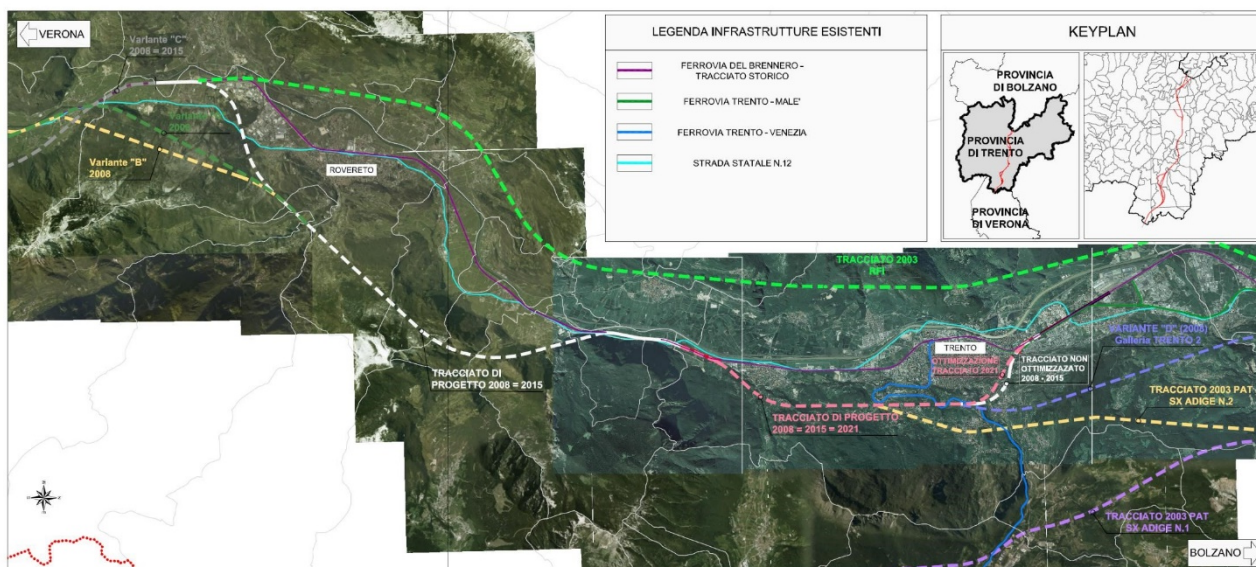 VERONA
Variante "C"
2008 = 2015
2008
Variante "B"
2008
ROVERETO
TRACCIATO DI
PROGETTO 2008 = 2015
LEGENDA INFRASTRUTTURE ESISTENTI
FERROVIA DEL BRENNERO -
TRACCIATO STORICO
FERROVIA TRENTO - MALE'
FERROVIA TRENTO - VENEZIA
STRADA STATALE N.12
KEYPLAN
PROVINCIA
DI BOLZANO
PROVINCIA
DI TRENTO
PROVINCIA
DI VERONA
TRACCIATO 2003
RFI
TRENTO
OTTIMIZZAZIONE
TRACCIATO 2021
TRACCIATO NON
OTTIMIZZAZATO
2008 - 2015
VARIANTE "D" (2008)
Galleria TRENTO 2
TRACCIATO DI PROGETTO
2008 = 2015 = 2021
TRACCIATO 2003 PAT
SX ADIGE N.2
TRACCIATO 2003 PAT
SX ADIGE N.1
BOLZANO